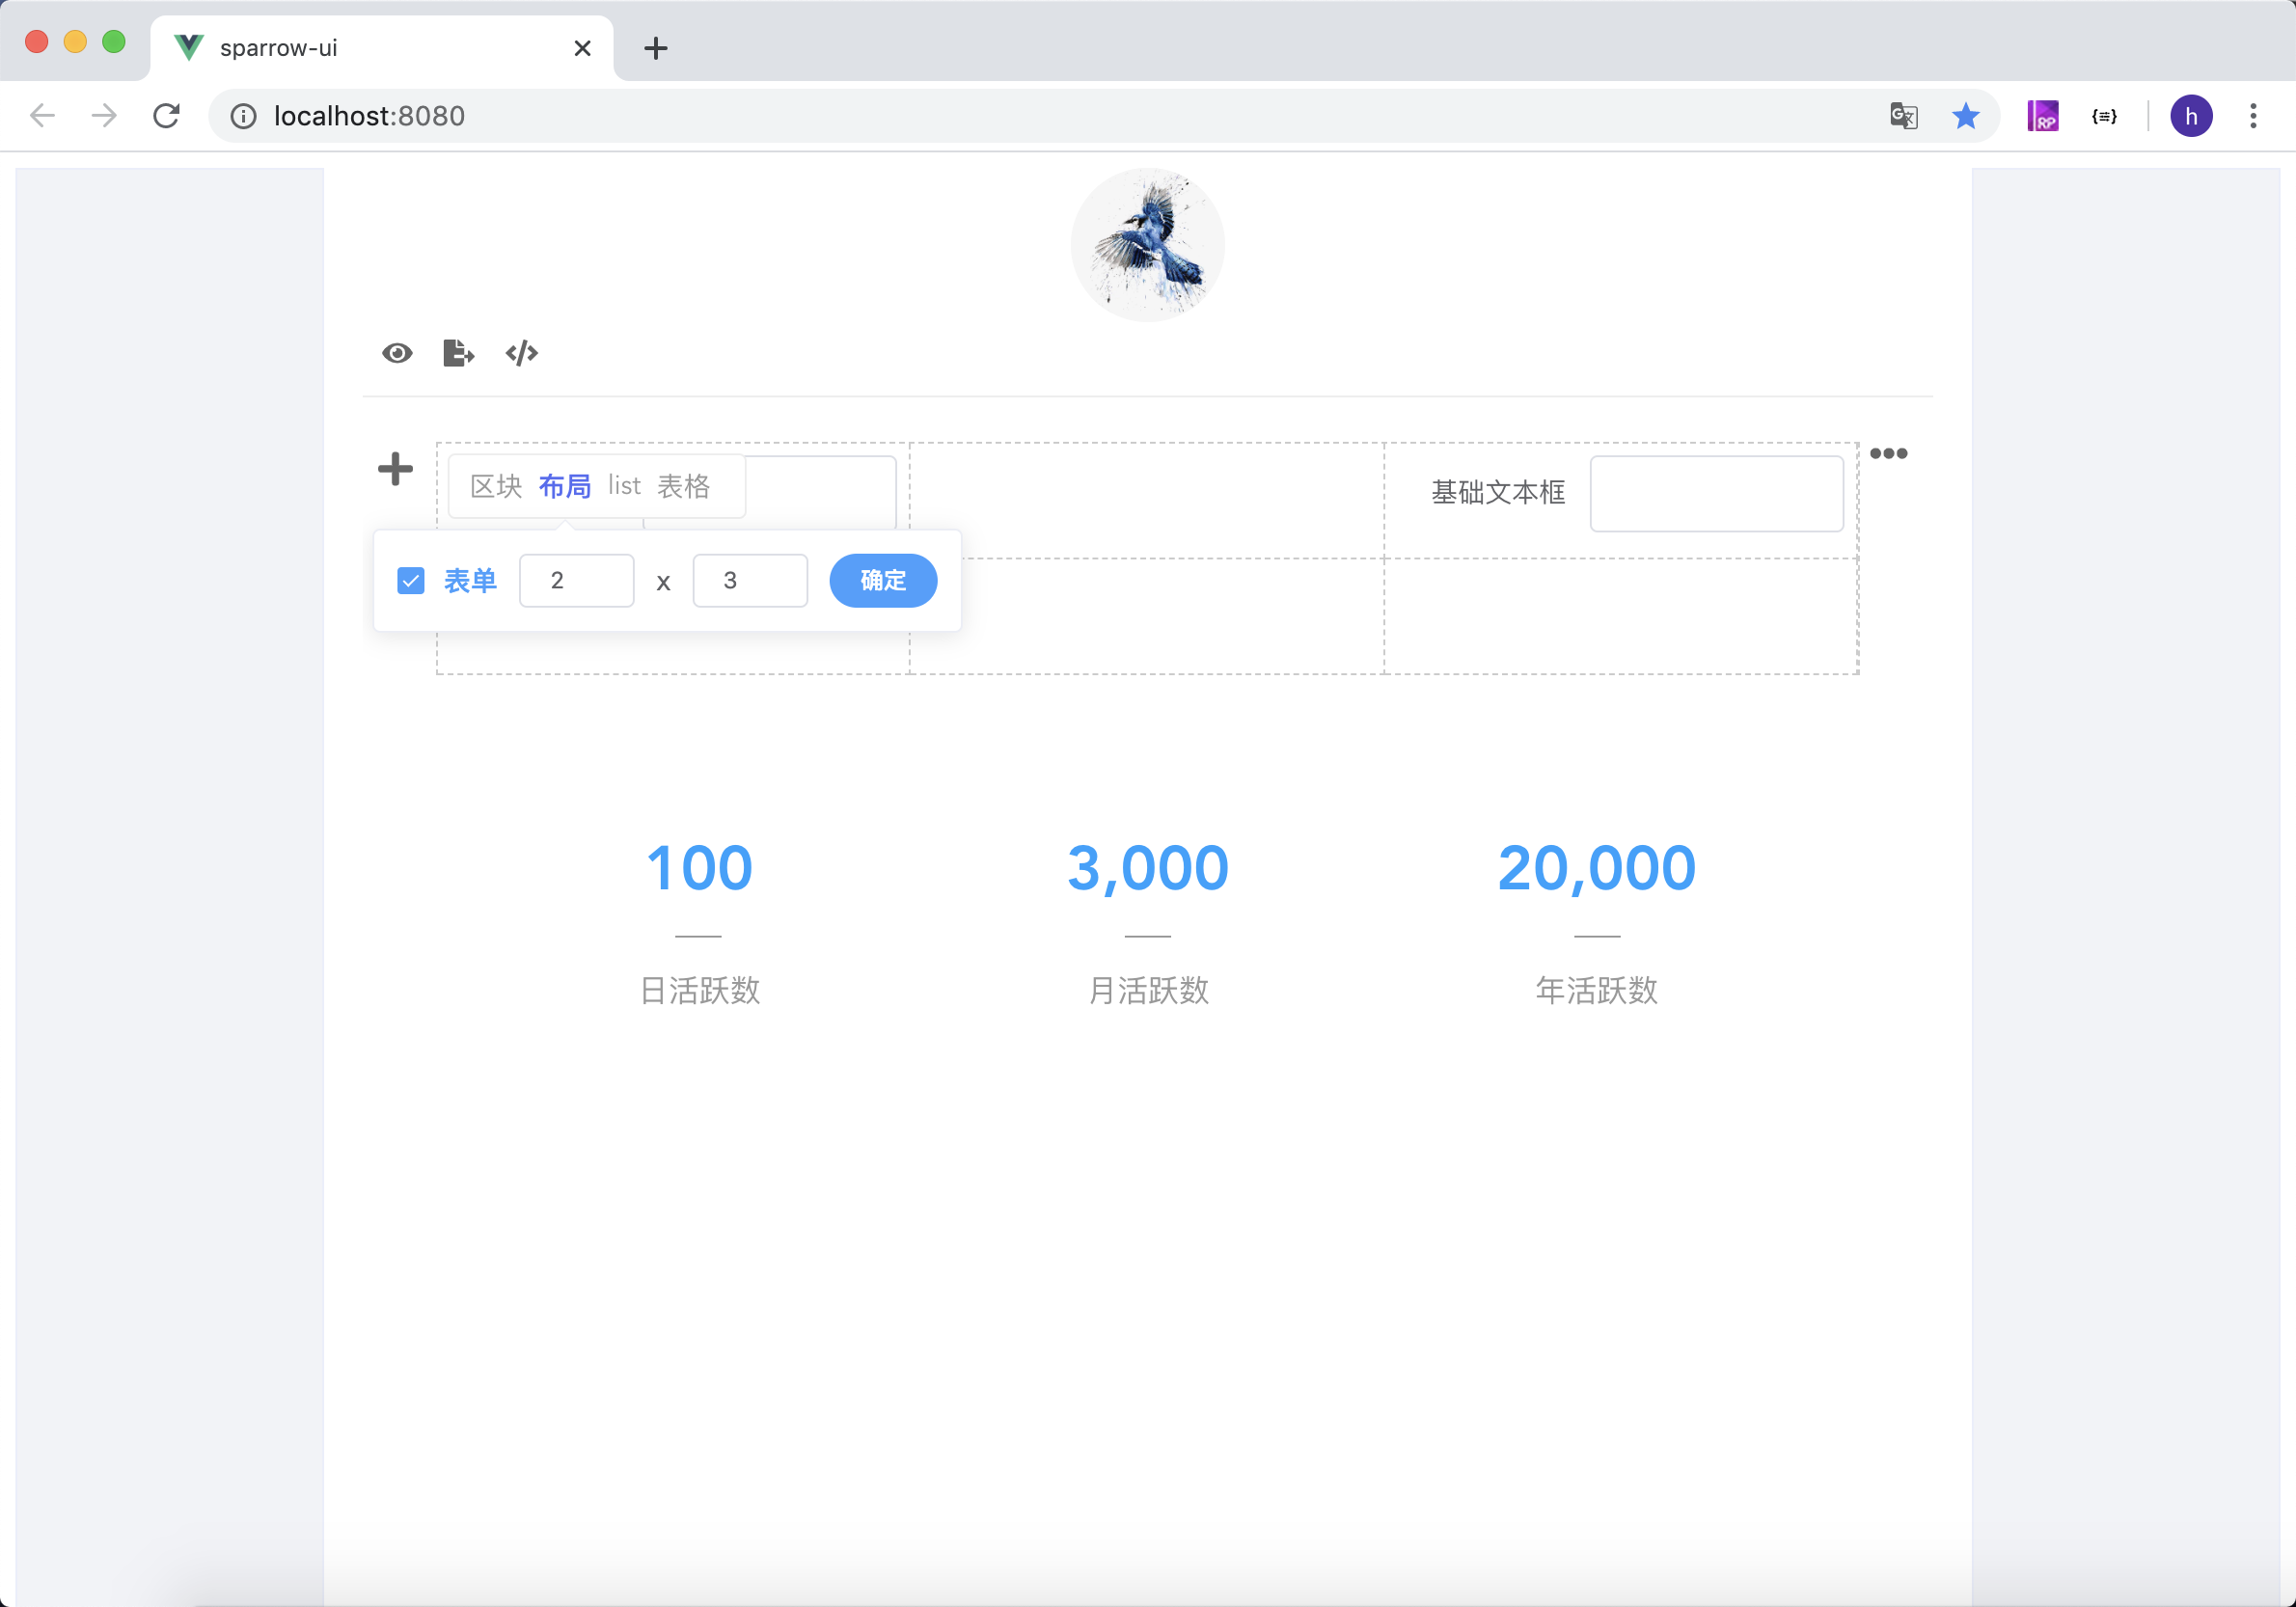 sparrow-ui
localhost:8080
h
区块 布局 list 表格
基础文本框
表单 2 x 3 确定
100 3,000 20,000
日活跃数 月活跃数 年活跃数